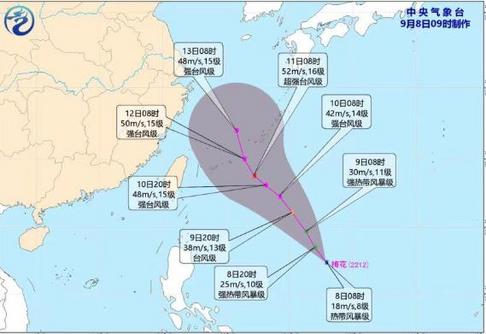 中央气象台
9月8日09时制作
13日08时
48m/s,15级
强台风级
11日08时
52m/s,16级
超强台风级
12日08时
50m/s,15级
强台风级
10日08时
42m/s,14级
强台风级
9日08时
30m/s,11级
强热带风暴级
10日20时
48m/s,15级
强台风级
9日20时
38m/s,13级
台风级
8日20时
25m/s,10级
强热带风暴级
梅花(2212)
8日08时
18m/s,8级
热带风暴级